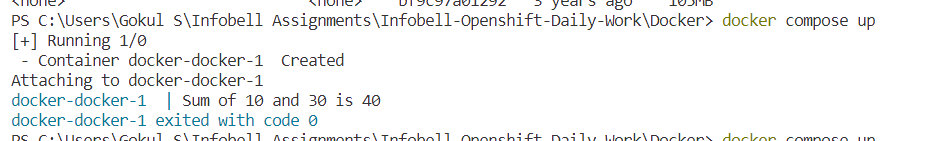 <none> <none> bf9c97a01292 3 years ago 105MB
PS C:\Users\Gokul S\Infobell Assignments\Infobell-Openshift-Daily-Work\Docker> docker compose up
[+] Running 1/0
- Container docker-docker-1 Created
Attaching to docker-docker-1
docker-docker-1 | Sum of 10 and 30 is 40
docker-docker-1 exited with code 0
PS C:\Users\Gokul S\Infobell Assignments\Infobell-Openshift-Daily-Work\Docker> docker compose up